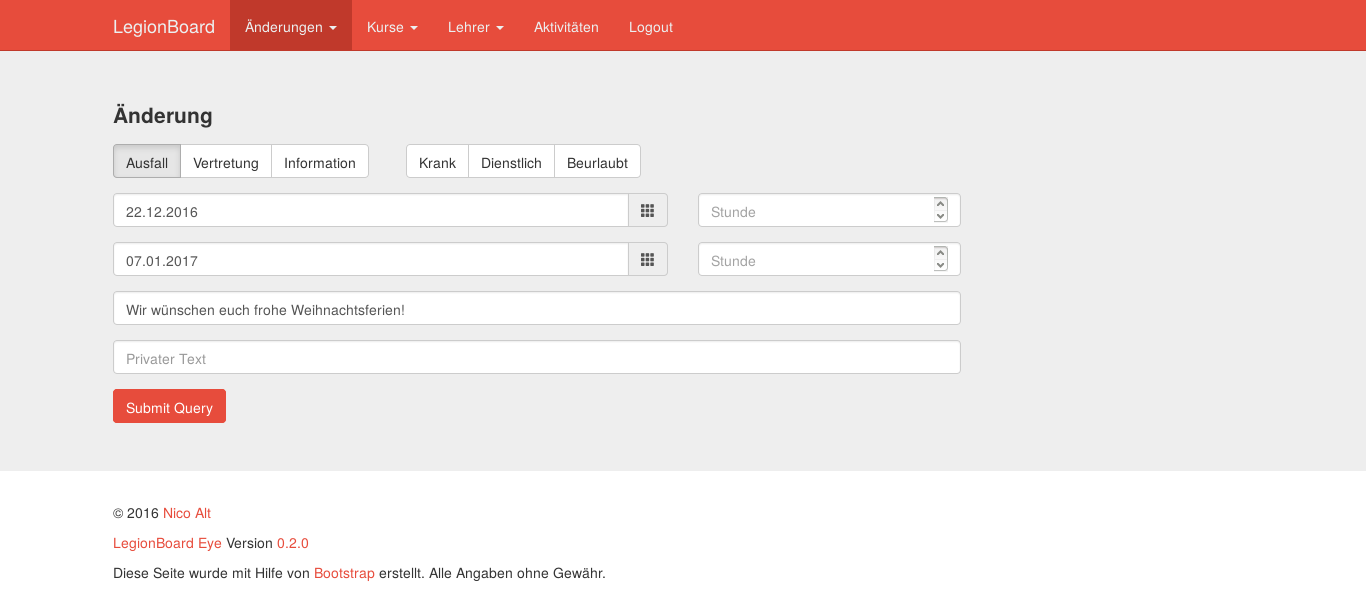 LegionBoard Änderungen Kurse Lehrer Aktivitäten Logout
Änderung
Ausfall Vertretung Information Krank Dienstlich Beurlaubt
22.12.2016 Stunde
07.01.2017 Stunde
Wir wünschen euch frohe Weihnachtsferien!
Privater Text
Submit Query
© 2016 Nico Alt
LegionBoard Eye Version 0.2.0
Diese Seite wurde mit Hilfe von Bootstrap erstellt. Alle Angaben ohne Gewähr.